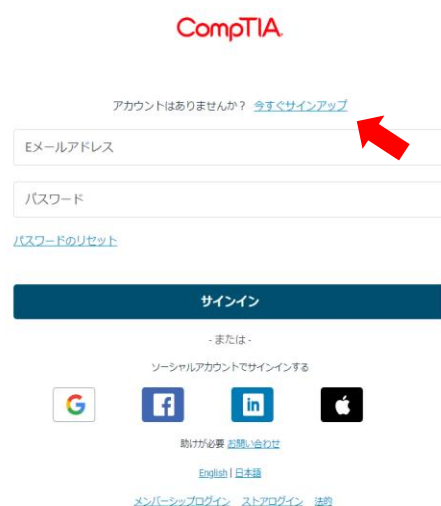 CompTIA.
アカウントはありませんか？ 今すぐサインアップ
Eメールアドレス
パスワード
パスワードのリセット
サインイン
- または -
ソーシャルアカウントでサインインする
G f in
助けが必要 お問い合わせ
English | 日本語
メンバーシップログイン ストアログイン 法的